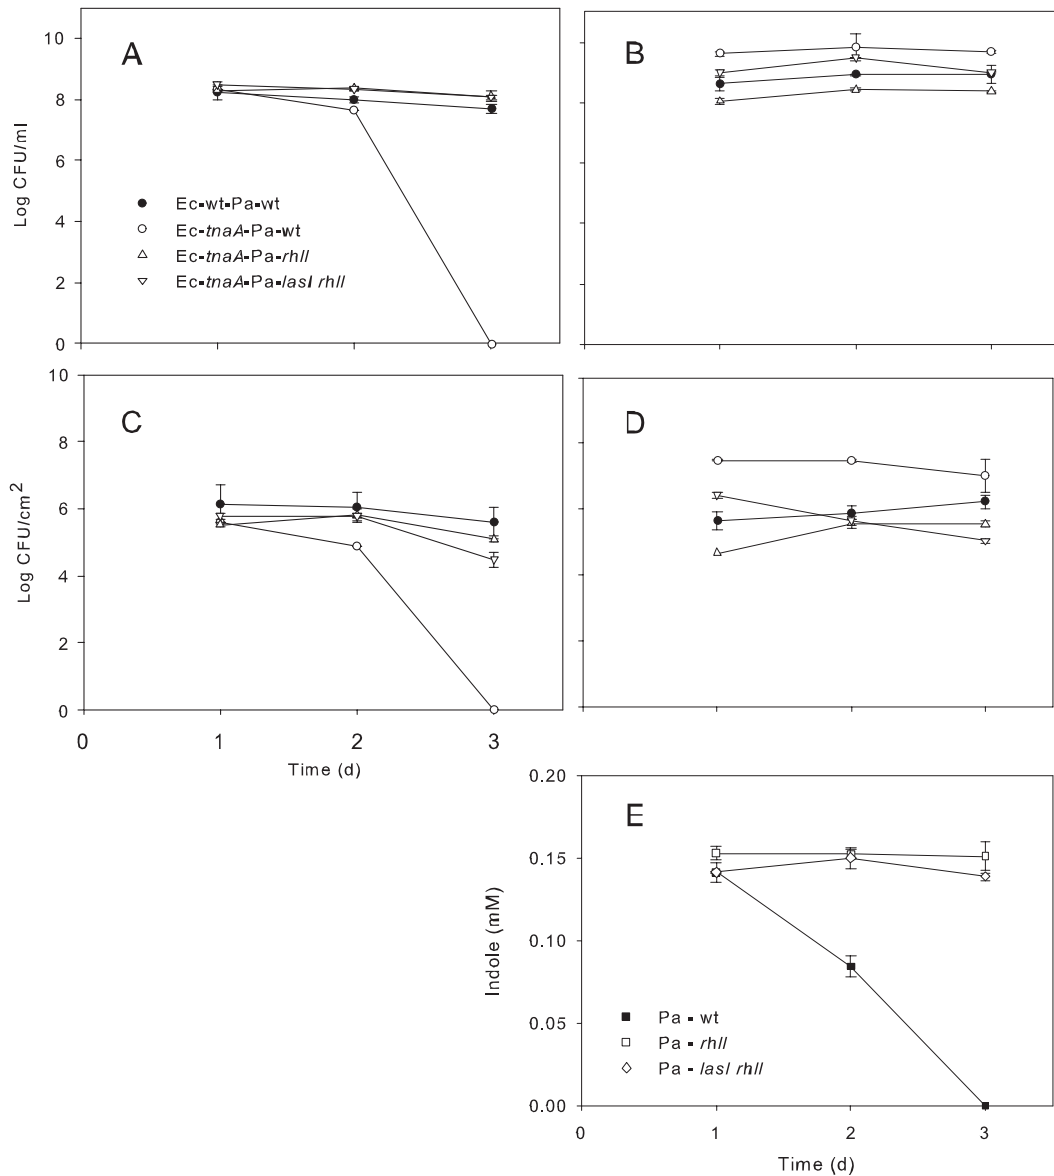 A
10
8
6
4
2
0
Log CFU/ml
Ec-wt-Pa-wt
Ec-tnaA-Pa-wt
Ec-tnaA-Pa-rhlI
Ec-tnaA-Pa-lasI rhlI
B
C
10
8
6
4
2
0
Log CFU/cm²
0 1 2 3
Time (d)
D
E
0.20
0.15
0.10
0.05
0.00
Indole (mM)
Pa - wt
Pa - rhlI
Pa - lasI rhlI
0 1 2 3
Time (d)